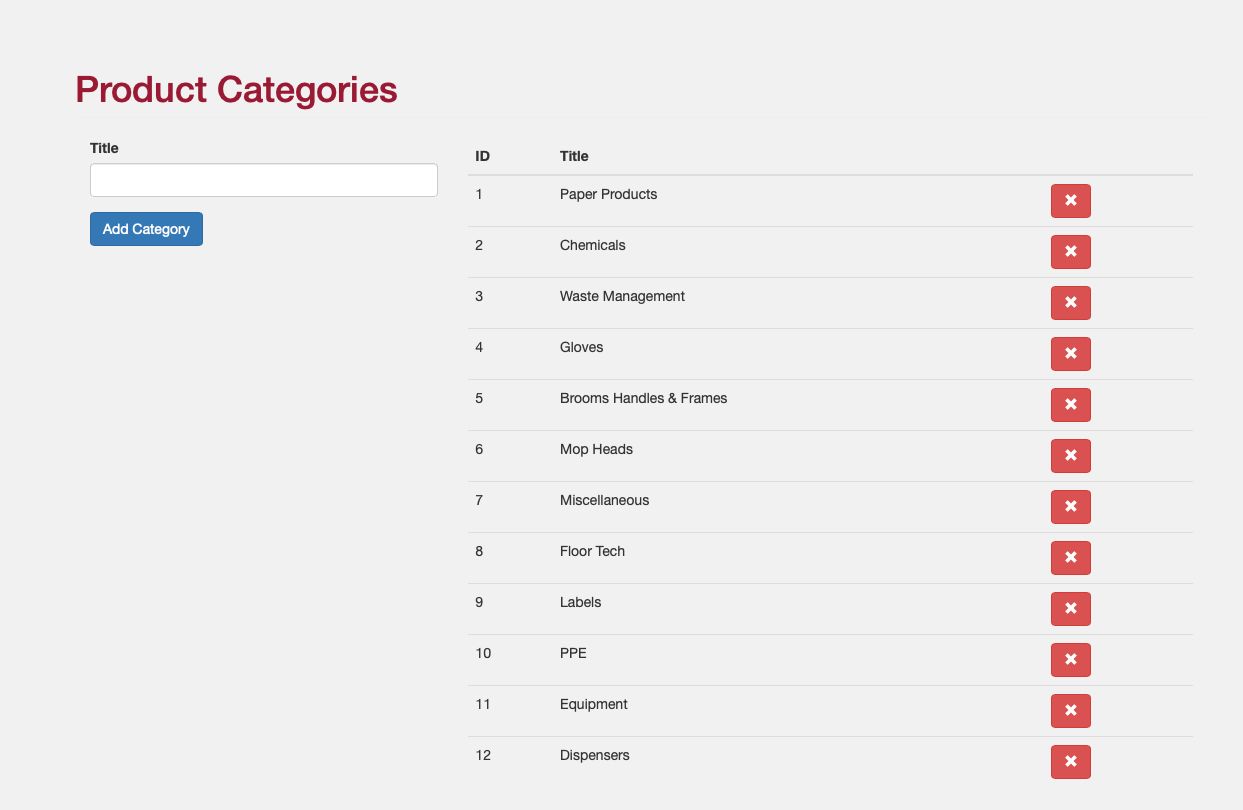 Product Categories
Title
Add Category
ID Title
1 Paper Products
2 Chemicals
3 Waste Management
4 Gloves
5 Brooms Handles & Frames
6 Mop Heads
7 Miscellaneous
8 Floor Tech
9 Labels
10 PPE
11 Equipment
12 Dispensers